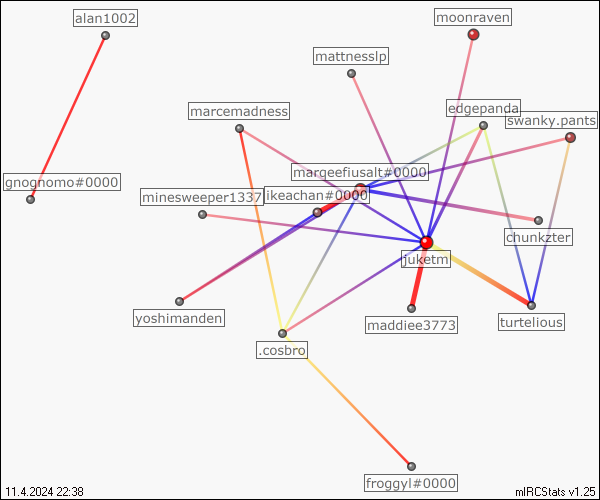 alan1002
moonraven
mattnesslp
marcemadness
edgepanda
swanky.pants
margeefiusalt#0000
gnognomo#0000
minesweeper1337
ikeachan#0000
chunkzter
juketm
yoshimanden
maddiee3773
turtelious
.cosbro
froggyl#0000
11.4.2024 22:38
mIRCStats v1.25